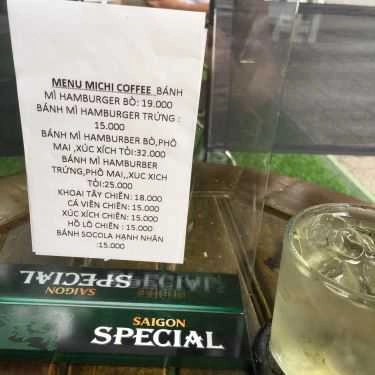 MENU MICHI COFFEE BÁNH
MÌ HAMBURGER BÒ: 19.000
BÁNH MÌ HAMBURGER TRỨNG :
15.000
BÁNH MÌ HAMBURBER BÒ,PHÔ
MAI ,XÚC XÍCH TỎI:32.000
BÁNH MÌ HAMBURBER
TRỨNG,PHÔ MAI,,XUC XICH
TỎI:25.000
KHOAI TÂY CHIÊN: 18.000
CÁ VIÊN CHIÊN: 15.000
XÚC XÍCH CHIÊN: 15.000
HỒ LÔ CHIÊN : 15.000
BÁNH SOCOLA HẠNH NHÂN
:15.000
SPECIAL
SAIGON
SAIGON
SPECIAL